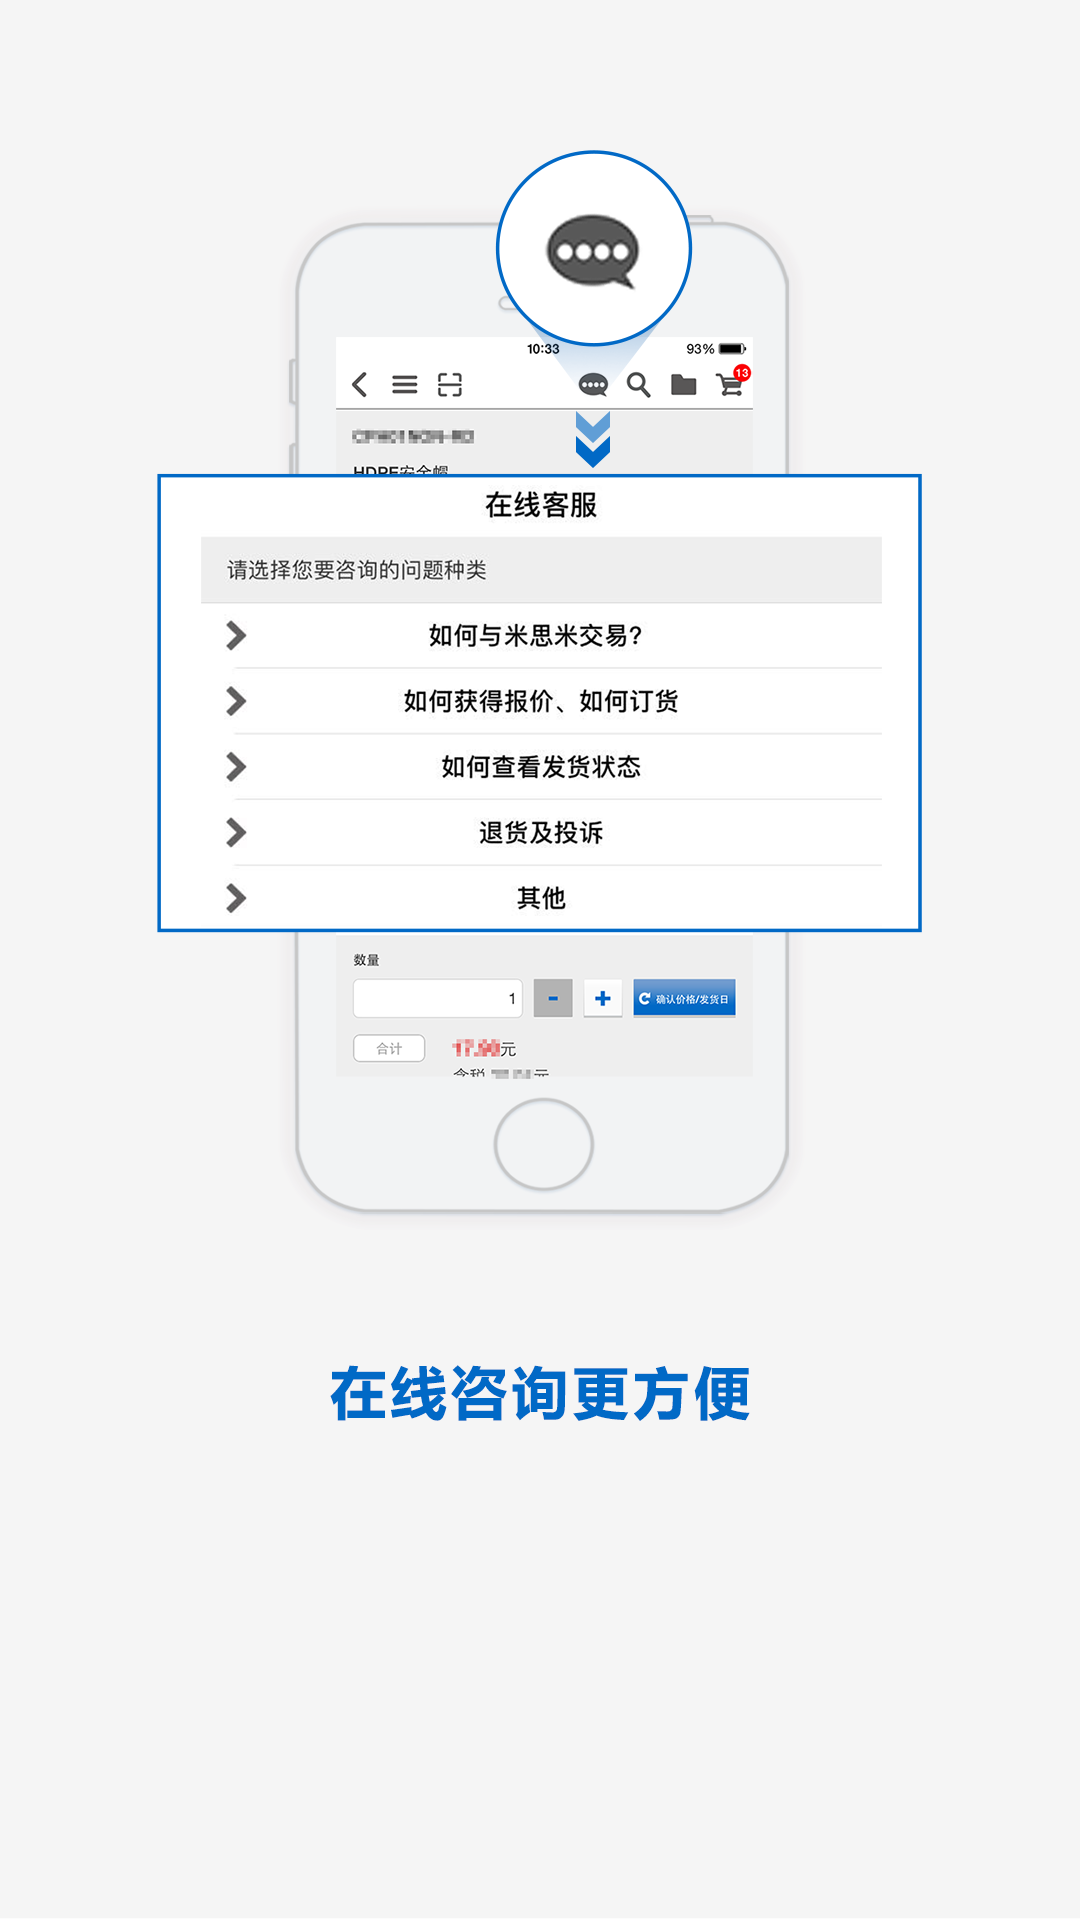 10:33
93%
13
HDPE安全帽
在线客服
请选择您要咨询的问题种类
如何与米思米交易?
如何获得报价、如何订货
如何查看发货状态
退货及投诉
其他
数量
1
- + 确认价格/发货日
合计
元
含税 元
在线咨询更方便